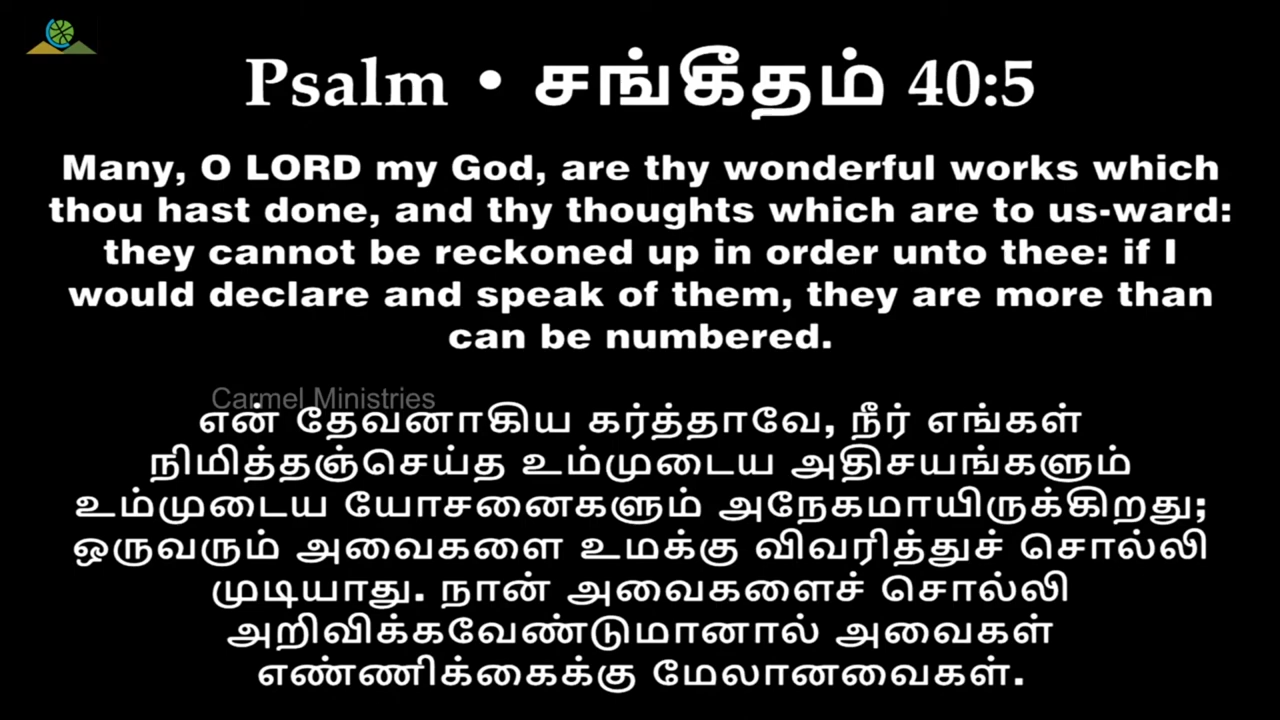 Psalm • சங்கீதம் 40:5
Many, O LORD my God, are thy wonderful works which
thou hast done, and thy thoughts which are to us-ward:
they cannot be reckoned up in order unto thee: if I
would declare and speak of them, they are more than
can be numbered.
Carmel Ministries
என் தேவனாகிய கர்த்தாவே, நீர் எங்கள்
நிமித்தஞ்செய்த உம்முடைய அதிசயங்களும்
உம்முடைய யோசனைகளும் அநேகமாயிருக்கிறது;
ஒருவரும் அவைகளை உமக்கு விவரித்துச் சொல்லி
முடியாது. நான் அவைகளைச் சொல்லி
அறிவிக்கவேண்டுமானால் அவைகள்
எண்ணிக்கைக்கு மேலானவைகள்.